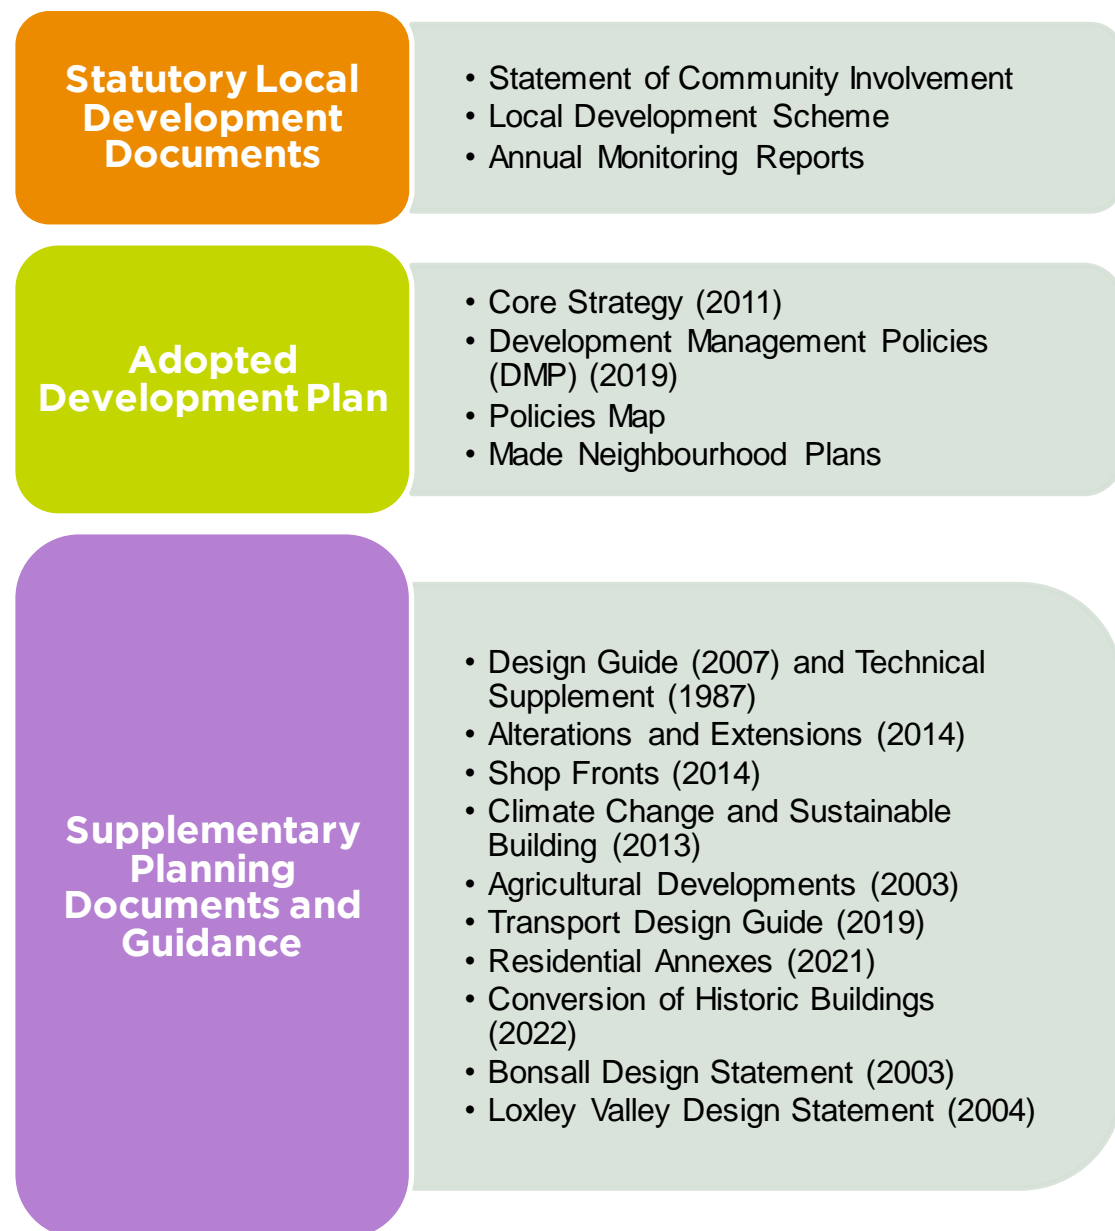 Statutory Local
Development
Documents
• Statement of Community Involvement
• Local Development Scheme
• Annual Monitoring Reports
Adopted
Development Plan
• Core Strategy (2011)
• Development Management Policies
(DMP) (2019)
• Policies Map
• Made Neighbourhood Plans
Supplementary
Planning
Documents and
Guidance
• Design Guide (2007) and Technical
Supplement (1987)
• Alterations and Extensions (2014)
• Shop Fronts (2014)
• Climate Change and Sustainable
Building (2013)
• Agricultural Developments (2003)
• Transport Design Guide (2019)
• Residential Annexes (2021)
• Conversion of Historic Buildings
(2022)
• Bonsall Design Statement (2003)
• Loxley Valley Design Statement (2004)